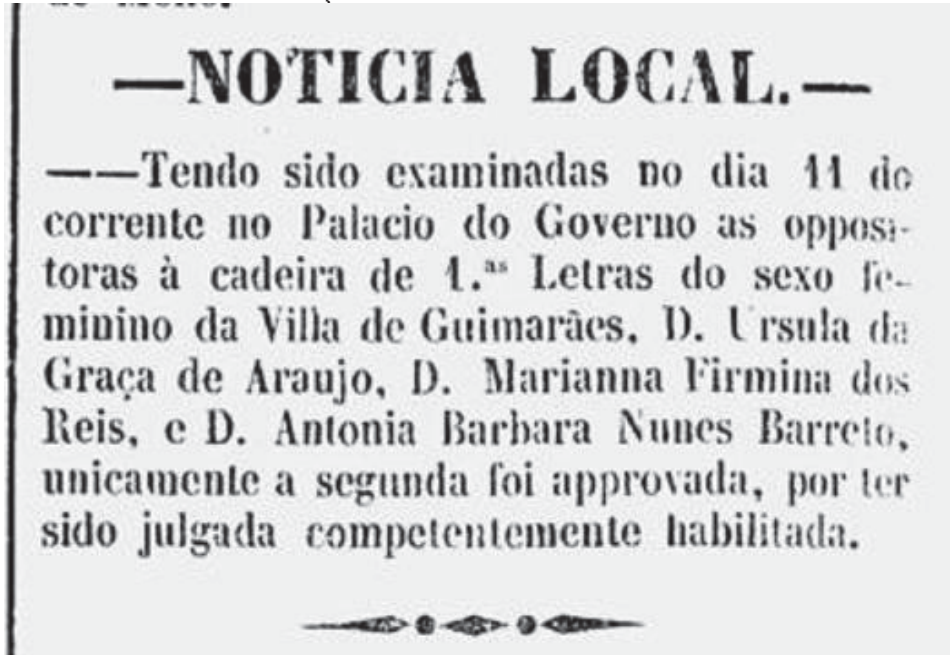 —NOTICIA LOCAL.—
——Tendo sido examinadas no dia 11 do
corrente no Palacio do Governo as opposi-
toras à cadeira de 1.as Letras do sexo fe-
minino da Villa de Guimarães, D. Ursula da
Graça de Araujo, D. Marianna Firmina dos
Reis, e D. Antonia Barbara Nunes Barreto,
unicamente a segunda foi approvada, por ter
sido julgada competentemente habilitada.